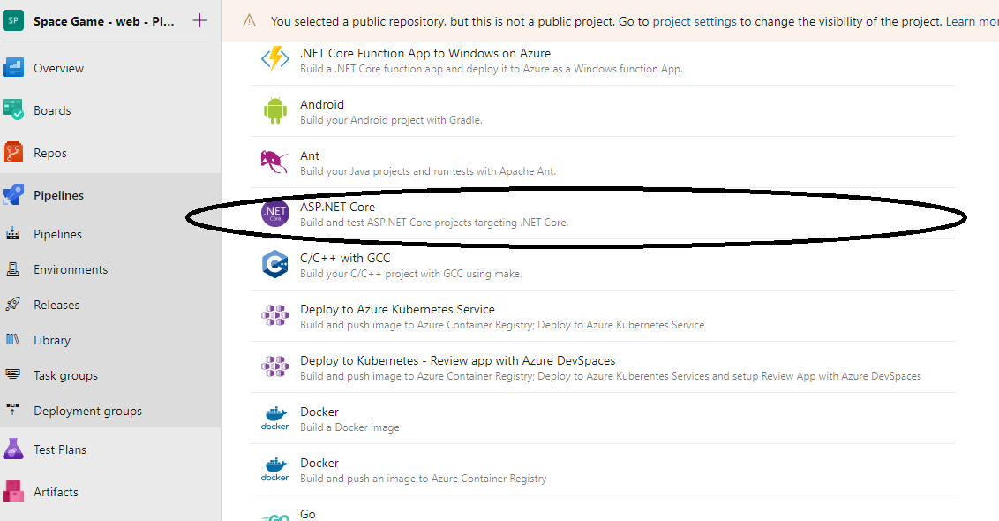 SP Space Game - web - Pi...
You selected a public repository, but this is not a public project. Go to project settings to change the visibility of the project. Learn mor
Overview
Boards
Repos
Pipelines
Pipelines
Environments
Releases
Library
Task groups
Deployment groups
Test Plans
Artifacts
.NET Core Function App to Windows on Azure
Build a .NET Core function app and deploy it to Azure as a Windows function App.
Android
Build your Android project with Gradle.
Ant
Build your Java projects and run tests with Apache Ant.
.NET
Core
ASP.NET Core
Build and test ASP.NET Core projects targeting .NET Core.
C/C++ with GCC
Build your C/C++ project with GCC using make.
Deploy to Azure Kubernetes Service
Build and push image to Azure Container Registry; Deploy to Azure Kubernetes Service
Deploy to Kubernetes - Review app with Azure DevSpaces
Build and push image to Azure Container Registry; Deploy to Azure Kuberentes Services and setup Review App with Azure DevSpaces
docker
Docker
Build a Docker image
docker
Docker
Build and push an image to Azure Container Registry
GO
Go